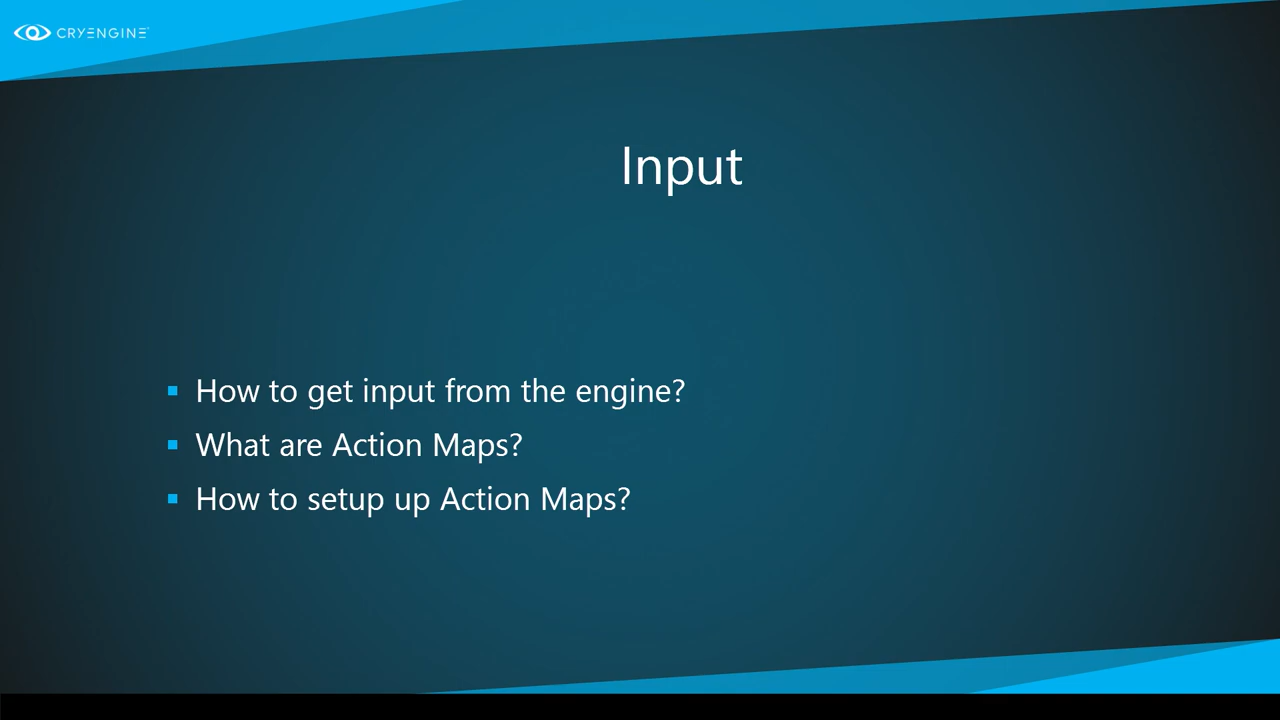 CRYENGINE
Input
How to get input from the engine?
What are Action Maps?
How to setup up Action Maps?